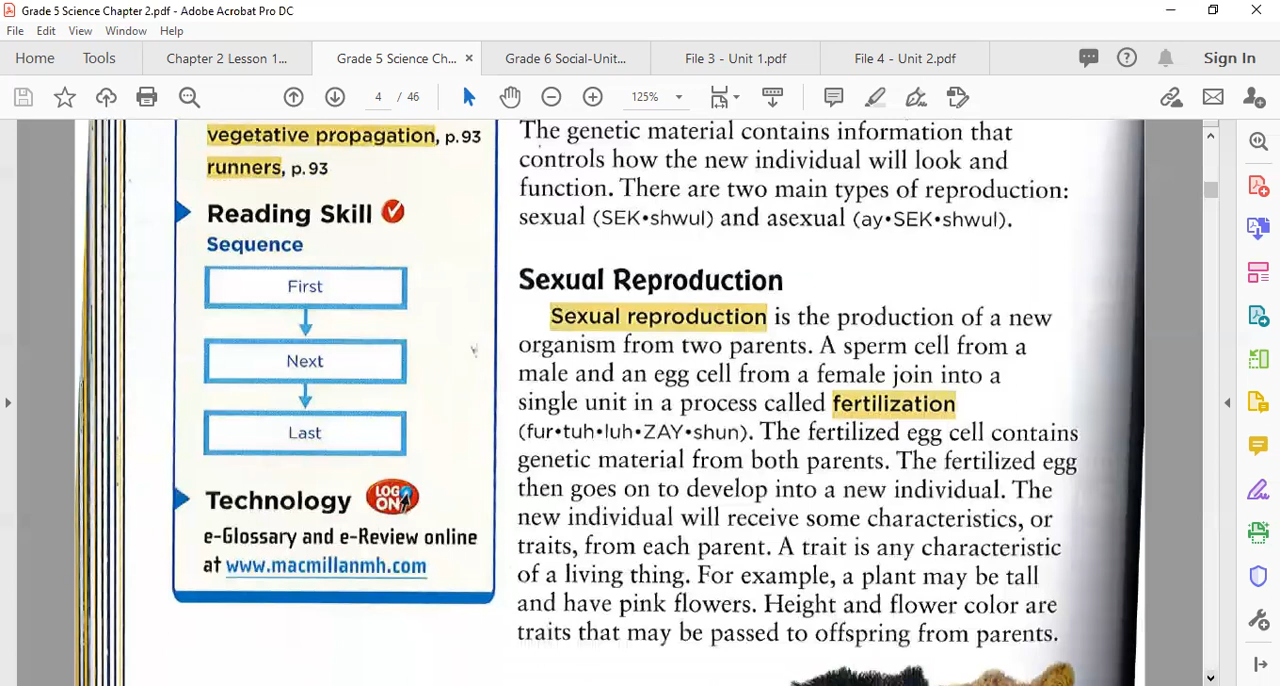 Grade 5 Science Chapter 2.pdf - Adobe Acrobat Pro DC
File Edit View Window Help
Home Tools Chapter 2 Lesson 1... Grade 5 Science Ch... × Grade 6 Social-Unit... File 3 - Unit 1.pdf File 4 - Unit 2.pdf Sign In
4 / 46 125%
vegetative propagation, p.93
runners, p.93
Reading Skill
Sequence
First
Next
Last
Technology LOG ON
e-Glossary and e-Review online
at www.macmillanmh.com
The genetic material contains information that
controls how the new individual will look and
function. There are two main types of reproduction:
sexual (SEK•shwul) and asexual (ay•SEK•shwul).
Sexual Reproduction
Sexual reproduction is the production of a new
organism from two parents. A sperm cell from a
male and an egg cell from a female join into a
single unit in a process called fertilization
(fur•tuh•luh•ZAY•shun). The fertilized egg cell contains
genetic material from both parents. The fertilized egg
then goes on to develop into a new individual. The
new individual will receive some characteristics, or
traits, from each parent. A trait is any characteristic
of a living thing. For example, a plant may be tall
and have pink flowers. Height and flower color are
traits that may be passed to offspring from parents.